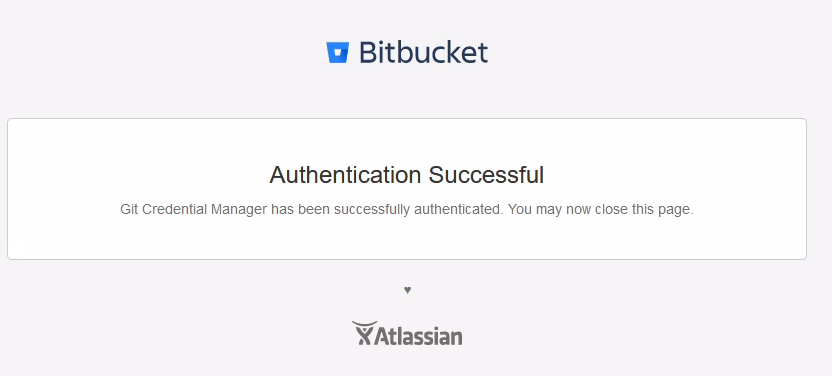 Bitbucket
Authentication Successful
Git Credential Manager has been successfully authenticated. You may now close this page.
♥
Atlassian